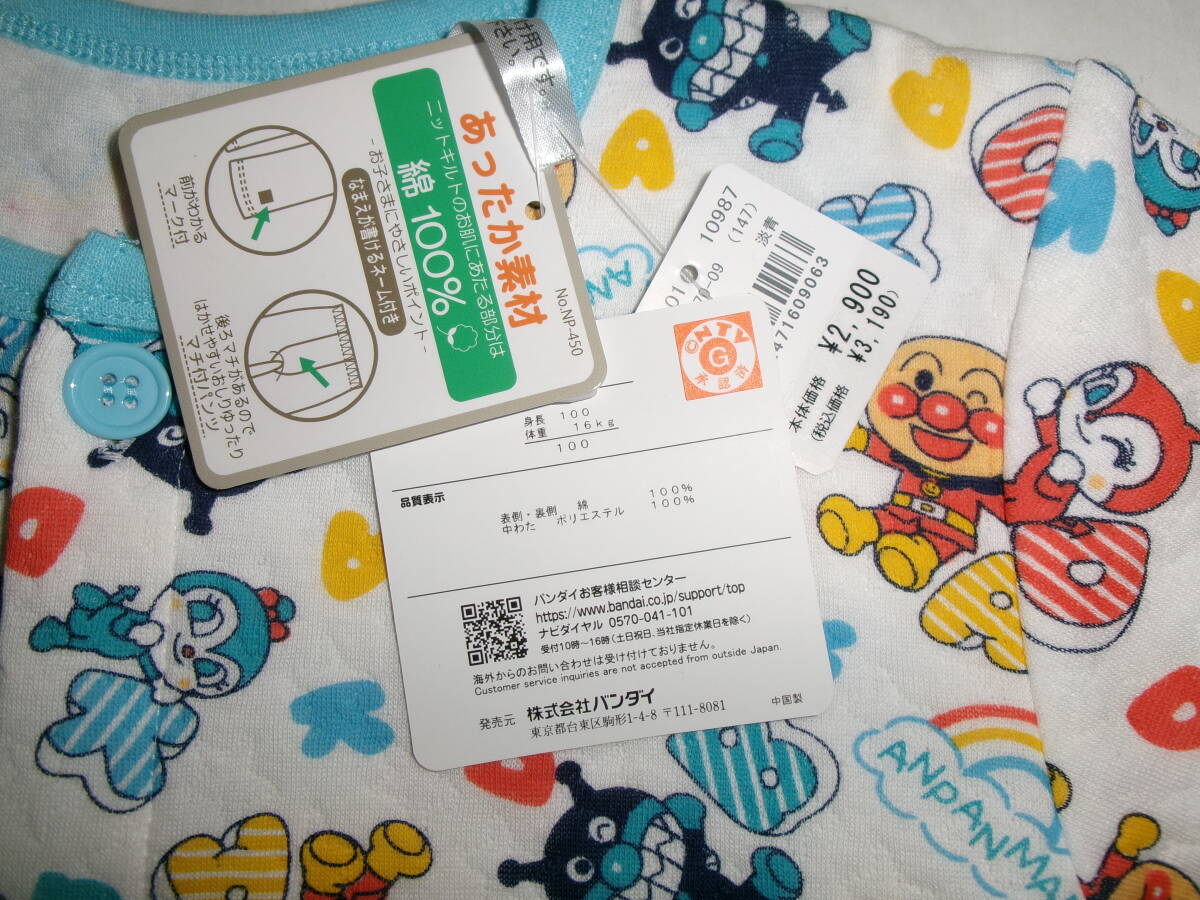 け用です。
ださい。
No.NP-450
あったか素材
ニットキルトのお肌にあたる部分は
綿100%
-お子さまにやさしいポイント-
なまえが書けるネーム付き
前がわかる
マーク付
後ろマチがあるので
はかせやすいおしりゆったり
マチ付パンツ
10987
(147)
淡青
-09
471609063
¥2,900
¥3,190)
本体価格
(税込価格
©NTV
G
承認済
身長 100
体重 16kg
100
品質表示
表側・裏側 綿 100%
中わた ポリエステル 100%
バンダイお客様相談センター
https://www.bandai.co.jp/support/top
ナビダイヤル 0570-041-101
受付10時〜16時(土日祝日、当社指定休業日を除く)
海外からのお問い合わせは受け付けておりません。
Customer service inquiries are not accepted from outside Japan.
発売元 株式会社バンダイ
東京都台東区駒形1-4-8 〒111-8081
中国製
ANPANMAN